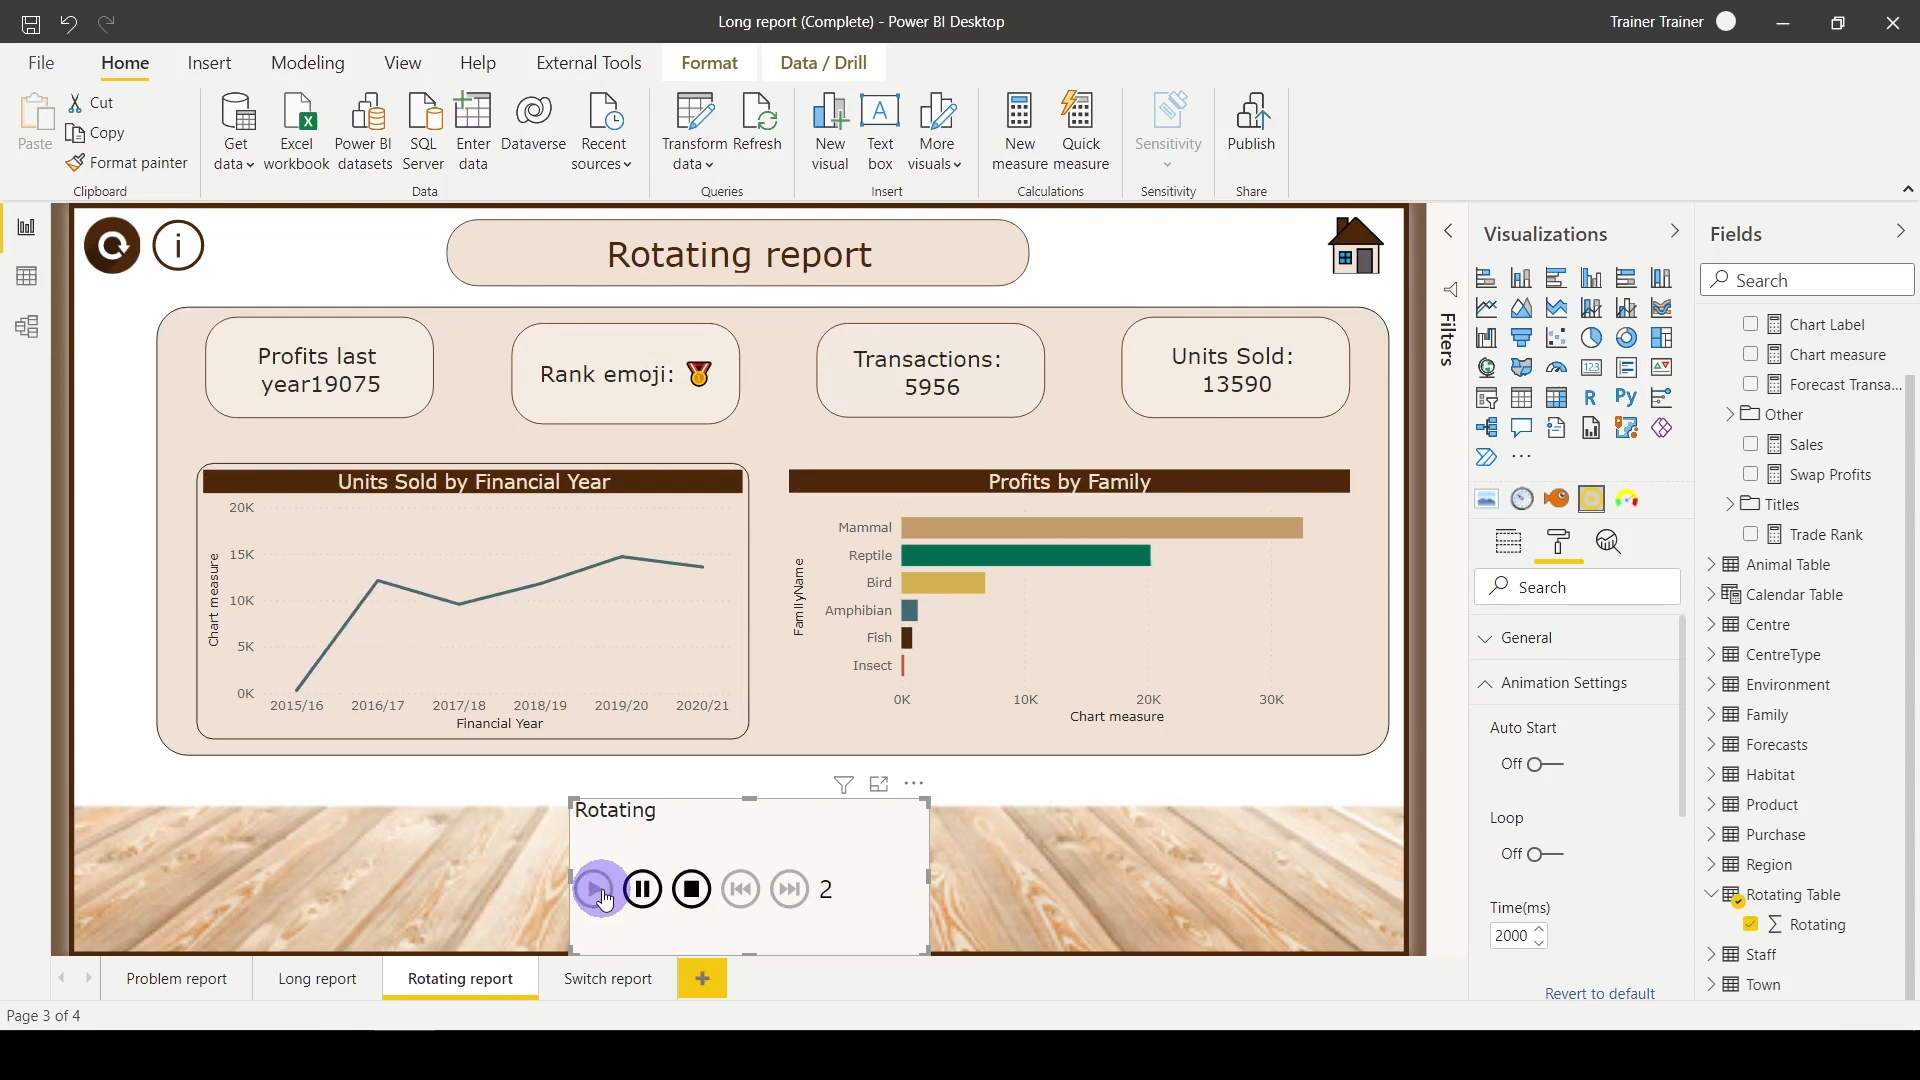 Long report (Complete) - Power BI Desktop
Trainer Trainer
File
Home
Insert
Modeling
View
Help
External Tools
Format
Data / Drill
Paste
Cut
Copy
Format painter
Clipboard
Get
data
Excel
workbook
Power BI
datasets
SQL
Server
Enter
data
Dataverse
Recent
sources
Data
Transform
data
Refresh
Queries
New
visual
A
Text
box
More
visuals
Insert
New
measure
Quick
measure
Calculations
Sensitivity
Sensitivity
Publish
Share
i
Rotating report
Profits last
year19075
Rank emoji: 🏅
Transactions:
5956
Units Sold:
13590
Units Sold by Financial Year
20K
15K
10K
5K
0K
Chart measure
2015/16
2016/17
2017/18
2018/19
2019/20
2020/21
Financial Year
Profits by Family
FamilyName
Mammal
Reptile
Bird
Amphibian
Fish
Insect
0K
10K
20K
30K
Chart measure
Rotating
2
Filters
Visualizations
123
R
Py
...
Search
General
Animation Settings
Auto Start
Off
Loop
Off
Time(ms)
2000
Revert to default
Fields
Search
Chart Label
Chart measure
Forecast Transa...
Other
Sales
Swap Profits
Titles
Trade Rank
Animal Table
Calendar Table
Centre
CentreType
Environment
Family
Forecasts
Habitat
Product
Purchase
Region
Rotating Table
Rotating
Staff
Town
Problem report
Long report
Rotating report
Switch report
Page 3 of 4